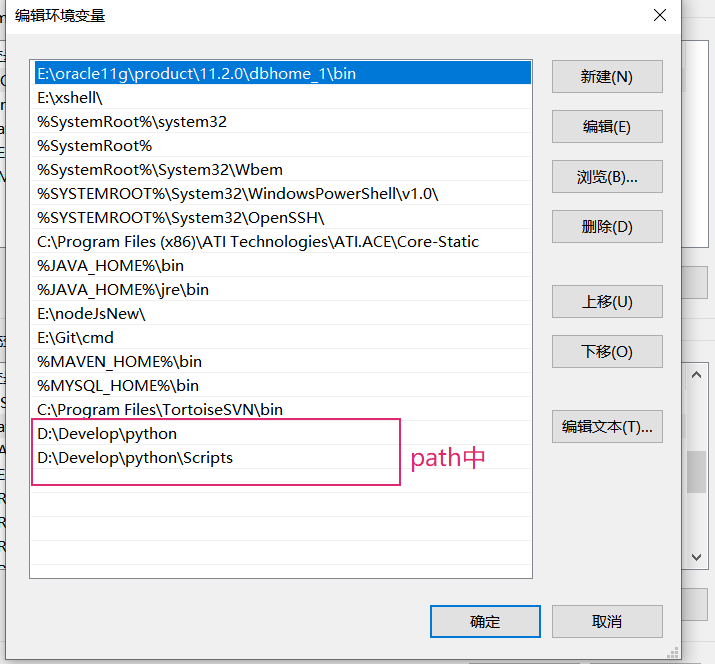 编辑环境变量
E:\oracle11g\product\11.2.0\dbhome_1\bin
E:\xshell\
%SystemRoot%\system32
%SystemRoot%
%SystemRoot%\System32\Wbem
%SYSTEMROOT%\System32\WindowsPowerShell\v1.0\
%SYSTEMROOT%\System32\OpenSSH\
C:\Program Files (x86)\ATI Technologies\ATI.ACE\Core-Static
%JAVA_HOME%\bin
%JAVA_HOME%\jre\bin
E:\nodeJsNew\
E:\Git\cmd
%MAVEN_HOME%\bin
%MYSQL_HOME%\bin
C:\Program Files\TortoiseSVN\bin
D:\Develop\python
D:\Develop\python\Scripts
path中
新建(N)
编辑(E)
浏览(B)...
删除(D)
上移(U)
下移(O)
编辑文本(T)...
确定
取消